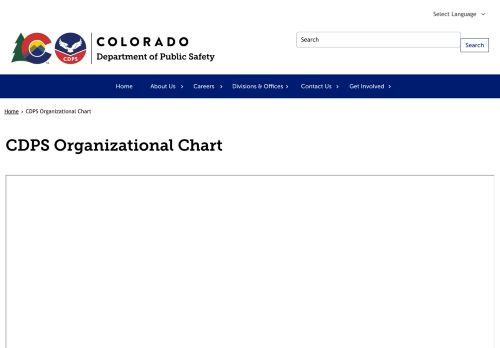 Select Language
COLORADO
Department of Public Safety
CDPS
Search
Search
Home About Us Careers Divisions & Offices Contact Us Get Involved
Home › CDPS Organizational Chart
CDPS Organizational Chart